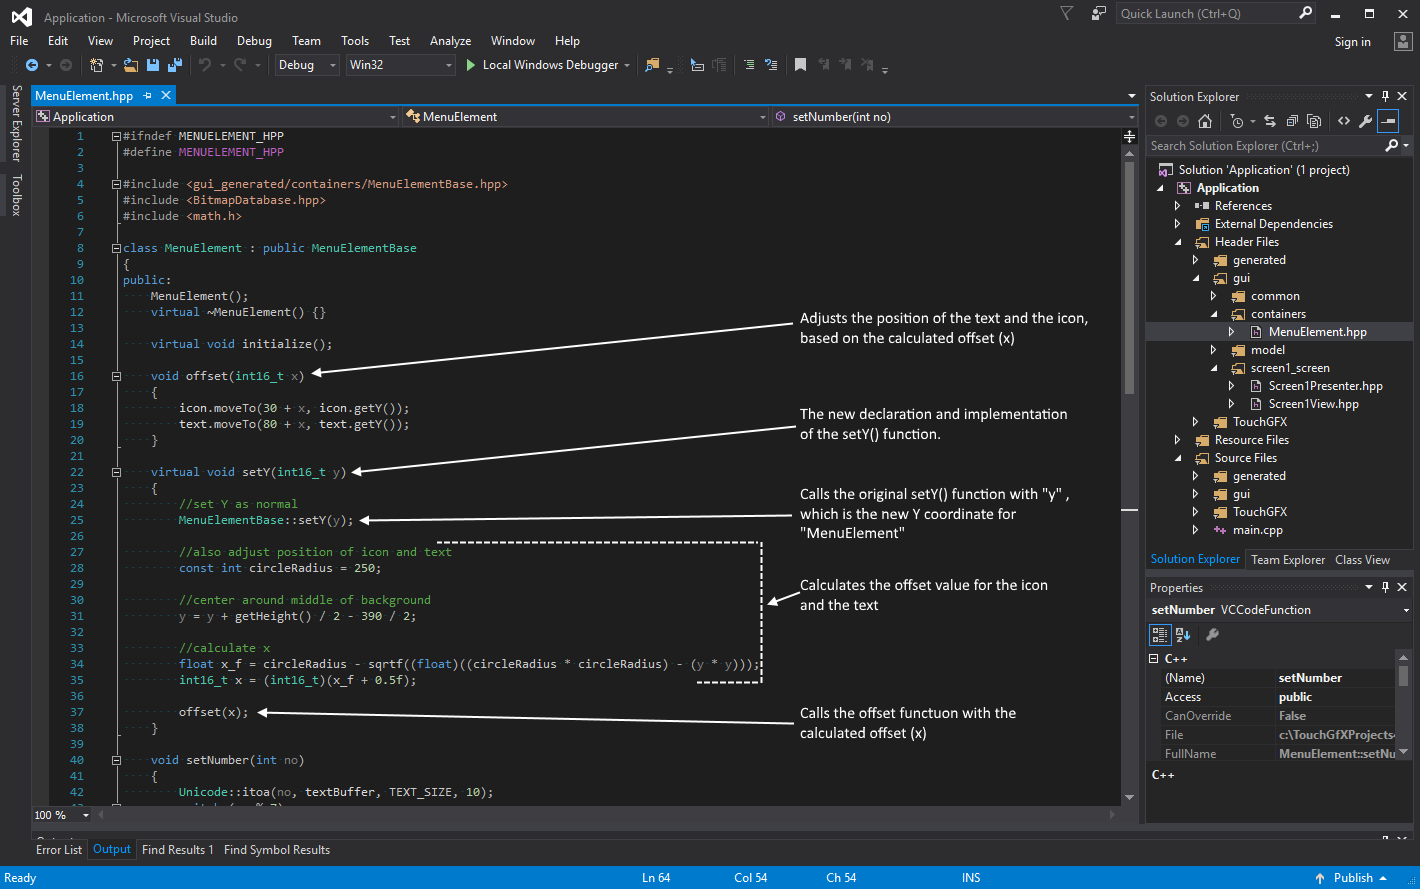 Application - Microsoft Visual Studio
Quick Launch (Ctrl+Q)
File Edit View Project Build Debug Team Tools Test Analyze Window Help
Sign in
Debug Win32 Local Windows Debugger
Server Explorer
Toolbox
MenuElement.hpp
Application MenuElement setNumber(int no)
1 #ifndef MENUELEMENT_HPP
2 #define MENUELEMENT_HPP
3
4 #include <gui_generated/containers/MenuElementBase.hpp>
5 #include <BitmapDatabase.hpp>
6 #include <math.h>
7
8 class MenuElement : public MenuElementBase
9 {
10 public:
11 MenuElement();
12 virtual ~MenuElement() {}
13
14 virtual void initialize();
15
16 void offset(int16_t x)
17 {
18 icon.moveTo(30 + x, icon.getY());
19 text.moveTo(80 + x, text.getY());
20 }
21
22 virtual void setY(int16_t y)
23 {
24 //set Y as normal
25 MenuElementBase::setY(y);
26
27 //also adjust position of icon and text
28 const int circleRadius = 250;
29
30 //center around middle of background
31 y = y + getHeight() / 2 - 390 / 2;
32
33 //calculate x
34 float x_f = circleRadius - sqrtf((float)((circleRadius * circleRadius) - (y * y)));
35 int16_t x = (int16_t)(x_f + 0.5f);
36
37 offset(x);
38 }
39
40 void setNumber(int no)
41 {
42 Unicode::itoa(no, textBuffer, TEXT_SIZE, 10);
Adjusts the position of the text and the icon,
based on the calculated offset (x)
The new declaration and implementation
of the setY() function.
Calls the original setY() function with "y" ,
which is the new Y coordinate for
"MenuElement"
Calculates the offset value for the icon
and the text
Calls the offset functuon with the
calculated offset (x)
100 %
Error List Output Find Results 1 Find Symbol Results
Solution Explorer
Search Solution Explorer (Ctrl+;)
Solution 'Application' (1 project)
Application
References
External Dependencies
Header Files
generated
gui
common
containers
MenuElement.hpp
model
screen1_screen
Screen1Presenter.hpp
Screen1View.hpp
TouchGFX
Resource Files
Source Files
generated
gui
TouchGFX
main.cpp
Solution Explorer Team Explorer Class View
Properties
setNumber VCCodeFunction
C++
(Name) setNumber
Access public
CanOverride False
File c:\TouchGfXProjects
FullName MenuElement::setNu
C++
Ready Ln 64 Col 54 Ch 54 INS Publish